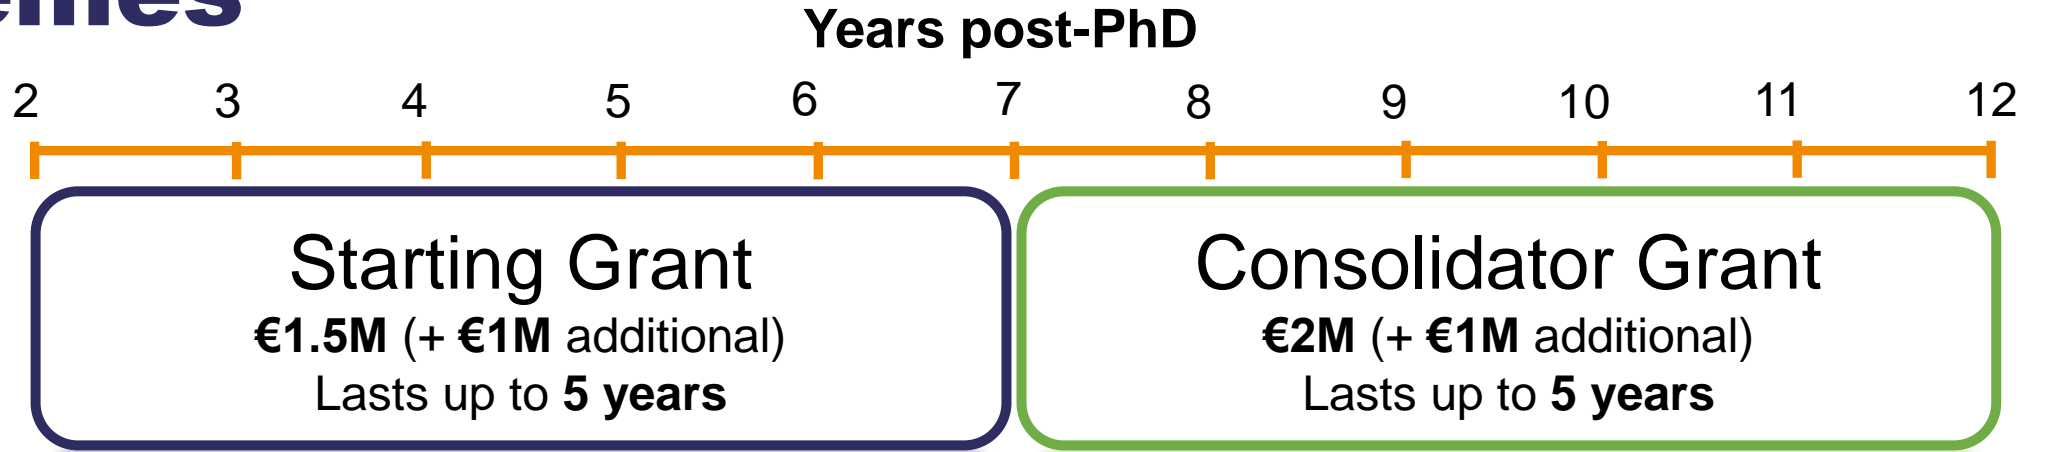 Years post-PhD
2 3 4 5 6 7 8 9 10 11 12
Starting Grant
€1.5M (+ €1M additional)
Lasts up to 5 years
Consolidator Grant
€2M (+ €1M additional)
Lasts up to 5 years